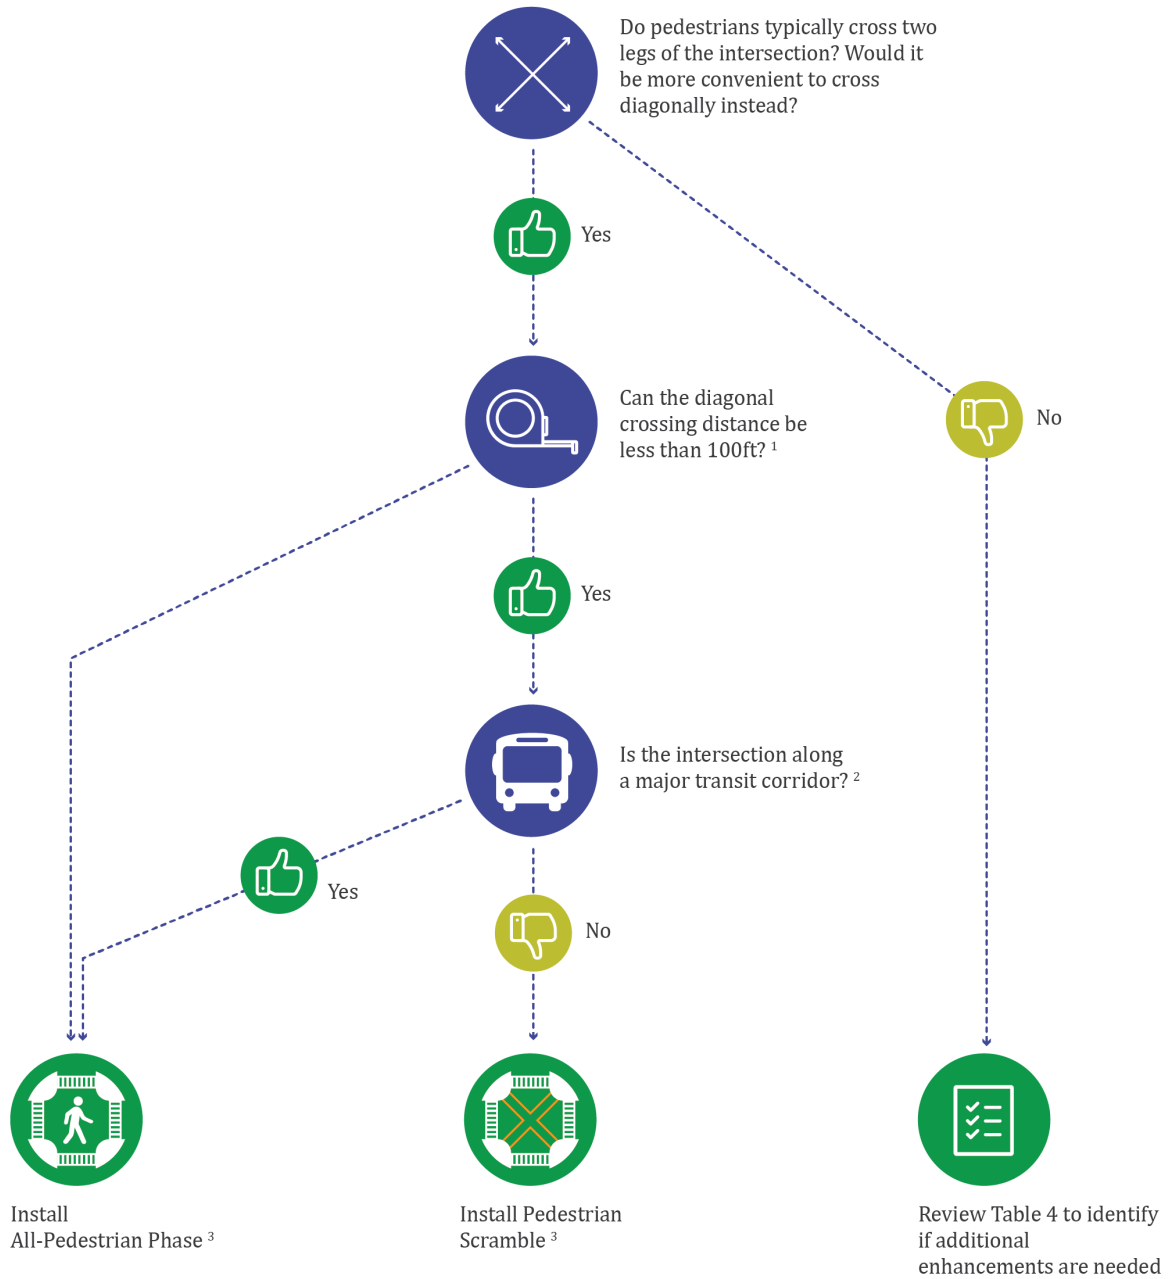 Do pedestrians typically cross two
legs of the intersection? Would it
be more convenient to cross
diagonally instead?
Yes
Can the diagonal
crossing distance be
less than 100ft? 1
No
Yes
Is the intersection along
a major transit corridor? 2
Yes
No
Install
All-Pedestrian Phase 3
Install Pedestrian
Scramble 3
Review Table 4 to identify
if additional
enhancements are needed